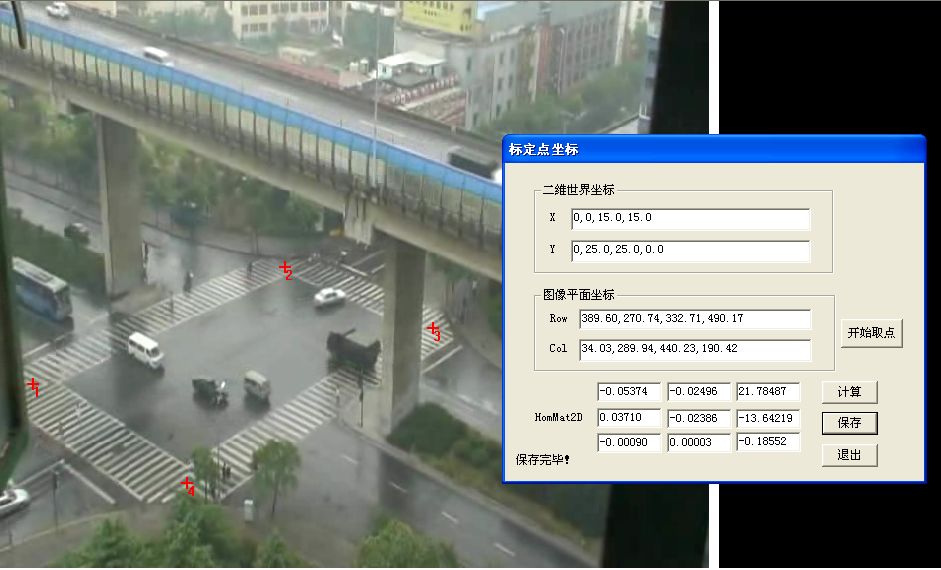 标定点坐标
二维世界坐标
X 0,0,15.0,15.0
Y 0,25.0,25.0,0.0
图像平面坐标
Row 389.60,270.74,332.71,490.17
Col 34.03,289.94,440.23,190.42
开始取点
-0.05374 -0.02496 21.78487 计算
HomMat2D 0.03710 -0.02386 -13.64219 保存
-0.00090 0.00003 -0.18552
保存完毕! 退出
2
3
1
4